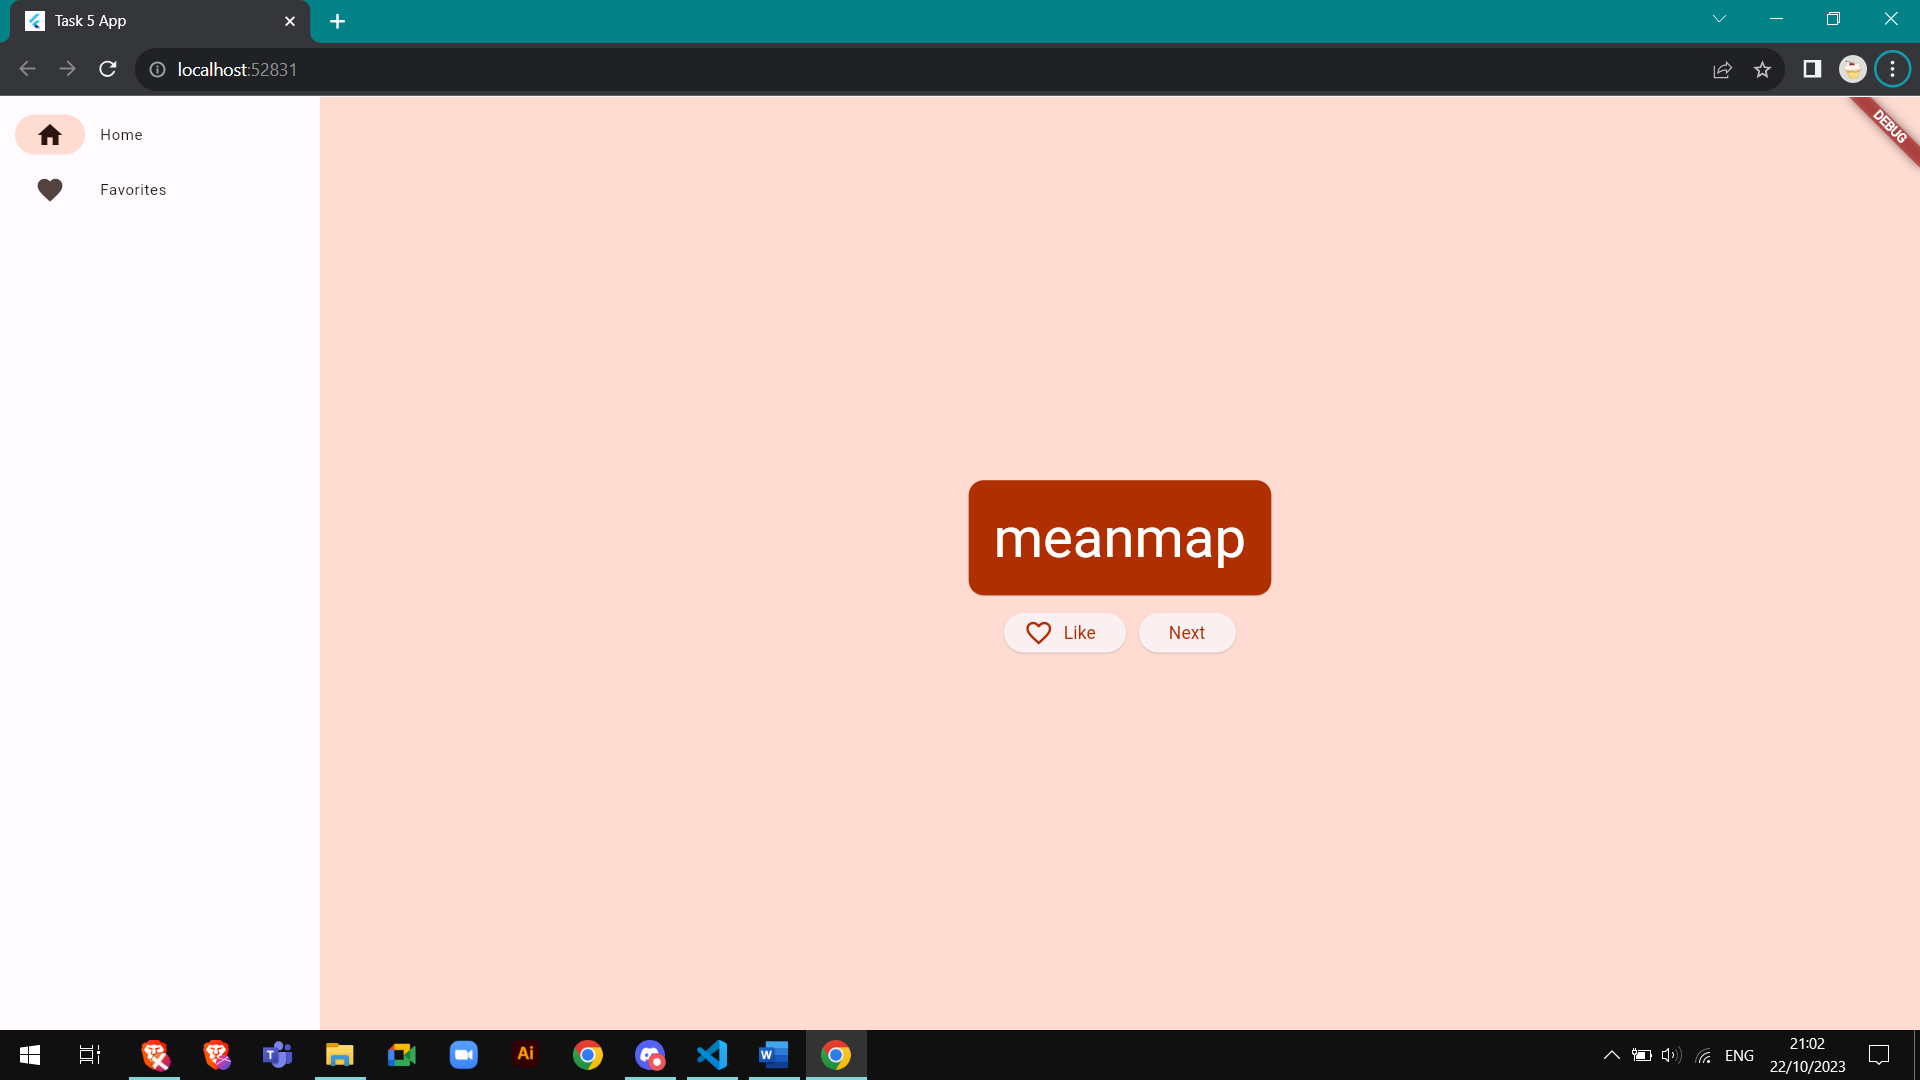 Task 5 App
localhost:52831
Home
Favorites
DEBUG
meanmap
Like
Next
T
Ai
W
ENG
21:02
22/10/2023